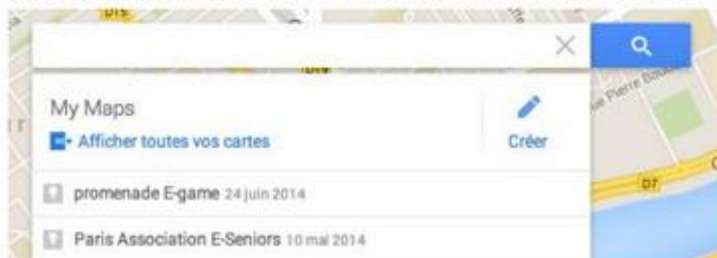 D19
My Maps
Afficher toutes vos cartes
Créer
promenade E-game 24 juin 2014
Paris Association E-Seniors 10 mai 2014
D7